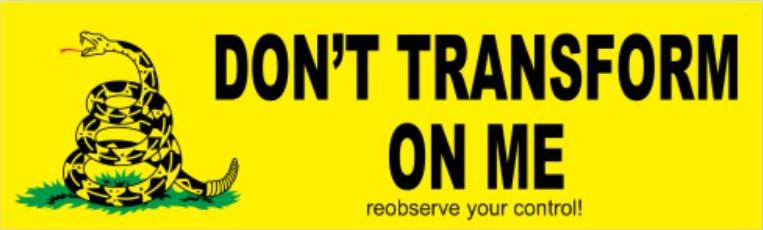 DON'T TRANSFORM
ON ME
reobserve your control!